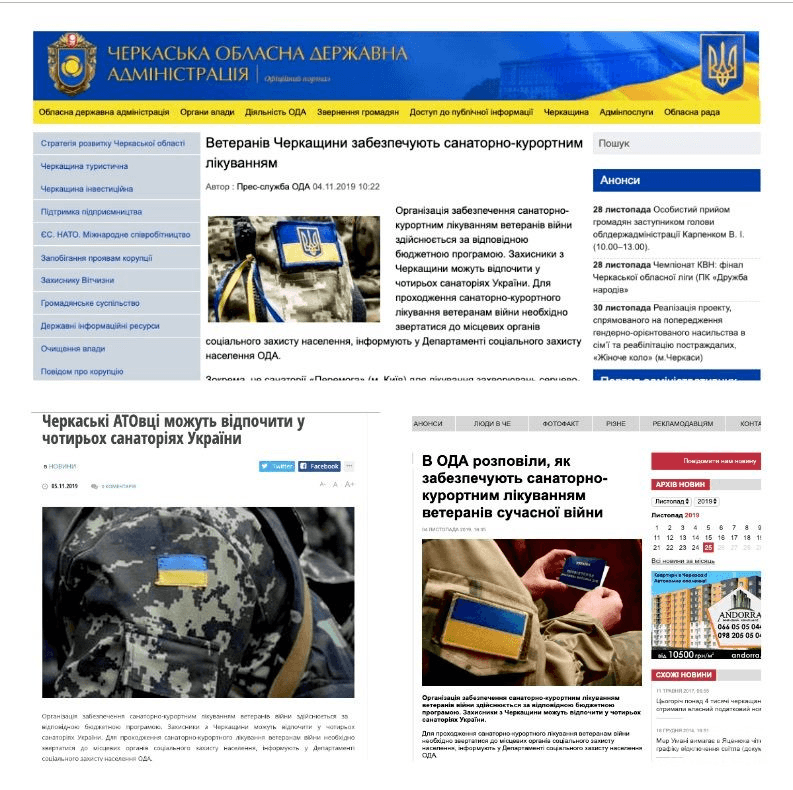 ЧЕРКАСЬКА ОБЛАСНА ДЕРЖАВНА
АДМІНІСТРАЦІЯ | Офіційний портал
Обласна державна адміністрація Органи влади Діяльність ОДА Звернення громадян Доступ до публічної інформації Черкащина Адмінпослуги Обласна рада
Стратегія розвитку Черкаської області
Черкащина туристична
Черкащина інвестиційна
Підтримка підприємництва
ЄС. НАТО. Міжнародне співробітництво
Запобігання проявам корупції
Захиснику Вітчизни
Громадянське суспільство
Державні інформаційні ресурси
Очищення влади
Повідом про корупцію
Ветеранів Черкащини забезпечують санаторно-курортним
лікуванням
Автор : Прес-служба ОДА 04.11.2019 10:22
Організація забезпечення санаторно-
курортним лікуванням ветеранів війни
здійснюється за відповідною
бюджетною програмою. Захисники з
Черкащини можуть відпочити у
чотирьох санаторіях України. Для
проходження санаторно-курортного
лікування ветеранам війни необхідно
звертатися до місцевих органів
соціального захисту населення, інформують у Департаменті соціального захисту
населення ОДА.
Зокрема, це санаторії «Перемога» (м. Київ) для лікування захворювань серцево-
Пошук
Анонси
28 листопада Особистий прийом
громадян заступником голови
облдержадміністрації Карпенком В. І.
(10.00–13.00).
28 листопада Чемпіонат КВН: фінал
Черкаської обласної ліги (ПК «Дружба
народів»
30 листопада Реалізація проекту,
спрямованого на попередження
гендерно-орієнтованого насильства в
сім'ї та реабілітацію постраждалих,
«Жіноче коло» (м.Черкаси)
Портал адміністративних
Черкаські АТОвці можуть відпочити у
чотирьох санаторіях України
в НОВИНИ
Twitter Facebook
05.11.2019 0 КОМЕНТАРІВ
A- A A+
Організація забезпечення санаторно-курортним лікуванням ветеранів війни здійснюється за
відповідною бюджетною програмою. Захисники з Черкащини можуть відпочити у чотирьох
санаторіях України. Для проходження санаторно-курортного лікування ветеранам війни необхідно
звертатися до місцевих органів соціального захисту населення, інформують у Департаменті
соціального захисту населення ОДА.
АНОНСИ ЛЮДИ В ЧЕ ФОТОФАКТ РІЗНЕ РЕКЛАМОДАВЦЯМ КОНТА
В ОДА розповіли, як
забезпечують санаторно-
курортним лікуванням
ветеранів сучасної війни
04 ЛИСТОПАДА 2019,
ПОСВІДЧЕННЯ
Організація забезпечення санаторно-курортним лікуванням
ветеранів війни здійснюється за відповідною бюджетною
програмою. Захисники з Черкащини можуть відпочити у чотирьох
санаторіях України.
Для проходження санаторно-курортного лікування ветеранам війни
необхідно звертатися до місцевих органів соціального захисту
населення, інформують у Департаменті соціального захисту населення
ОДА.
Повідомити нам новину
АРХІВ НОВИН
Листопад 2019
Листопад 2019
1 2 3 4 5 6 7 8 9
11 12 13 14 15 16 17 18 19
21 22 23 24 25 26 27 28 29
Всі новини за місяць
Квартири в Черкасах!
Автономне опалення!
ANDORRA
066 05 05 04
098 205 05 04
від 10500 грн/м²
andorra.
СХОЖІ НОВИНИ
11 ТРАВНЯ 2017,
Цьогоріч понад 4 тисячі черкащан
отримали власний податковий ном
16 ГРУДНЯ 2014,
Мер Умані вимагає в Яценюка чіт
графіку відключення світла (докум